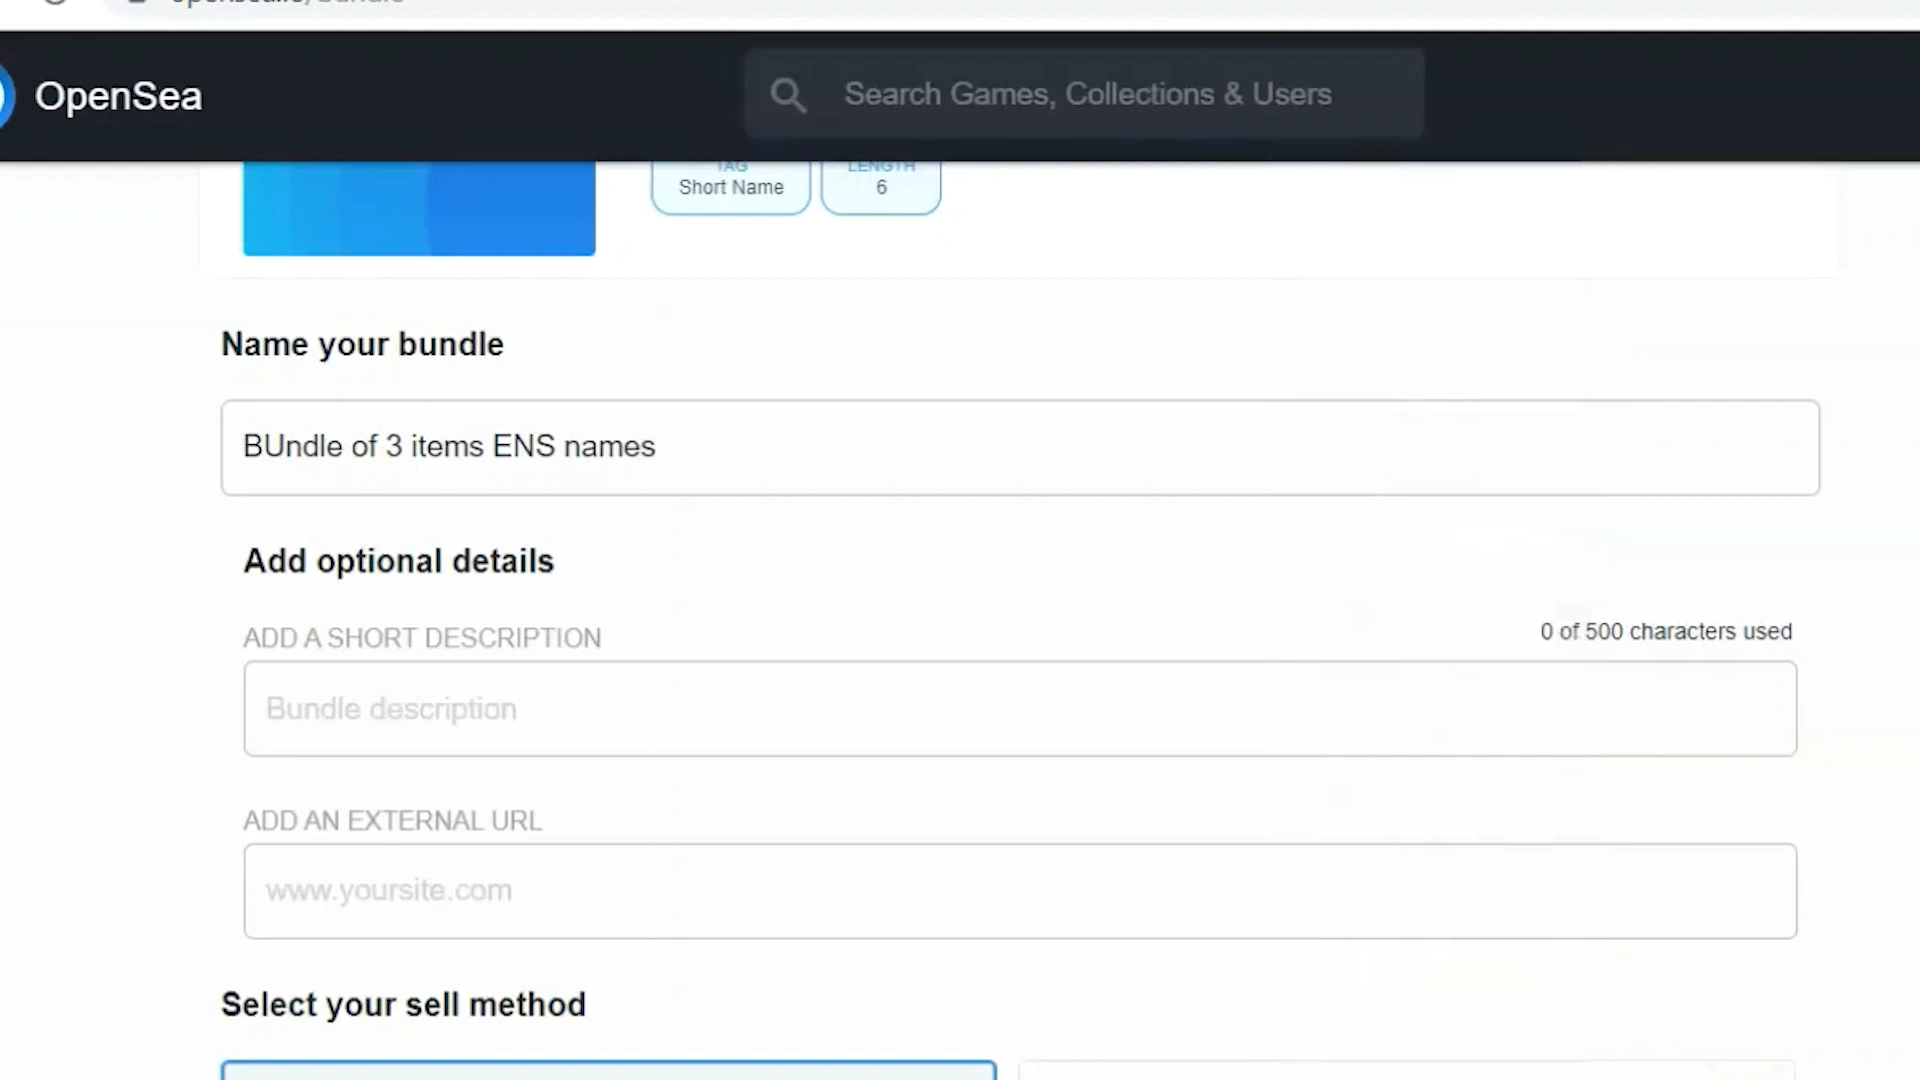 OpenSea
Search Games, Collections & Users
TAG
LENGTH
Short Name
6
Name your bundle
BUndle of 3 items ENS names
Add optional details
ADD A SHORT DESCRIPTION
0 of 500 characters used
Bundle description
ADD AN EXTERNAL URL
www.yoursite.com
Select your sell method